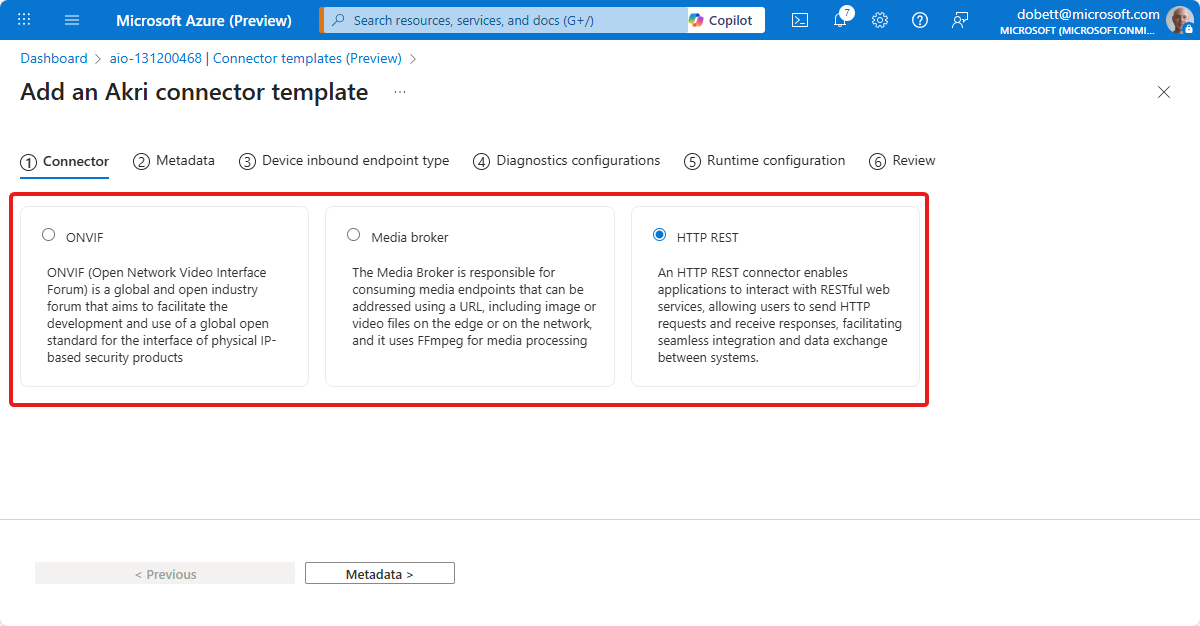 Microsoft Azure (Preview)
Search resources, services, and docs (G+/)
Copilot
7
dobett@microsoft.com
MICROSOFT (MICROSOFT.ONMI...
Dashboard > aio-131200468 | Connector templates (Preview) >
Add an Akri connector template ...
1 Connector
2 Metadata
3 Device inbound endpoint type
4 Diagnostics configurations
5 Runtime configuration
6 Review
ONVIF
ONVIF (Open Network Video Interface
Forum) is a global and open industry
forum that aims to facilitate the
development and use of a global open
standard for the interface of physical IP-
based security products
Media broker
The Media Broker is responsible for
consuming media endpoints that can be
addressed using a URL, including image or
video files on the edge or on the network,
and it uses FFmpeg for media processing
HTTP REST
An HTTP REST connector enables
applications to interact with RESTful web
services, allowing users to send HTTP
requests and receive responses, facilitating
seamless integration and data exchange
between systems.
< Previous
Metadata >